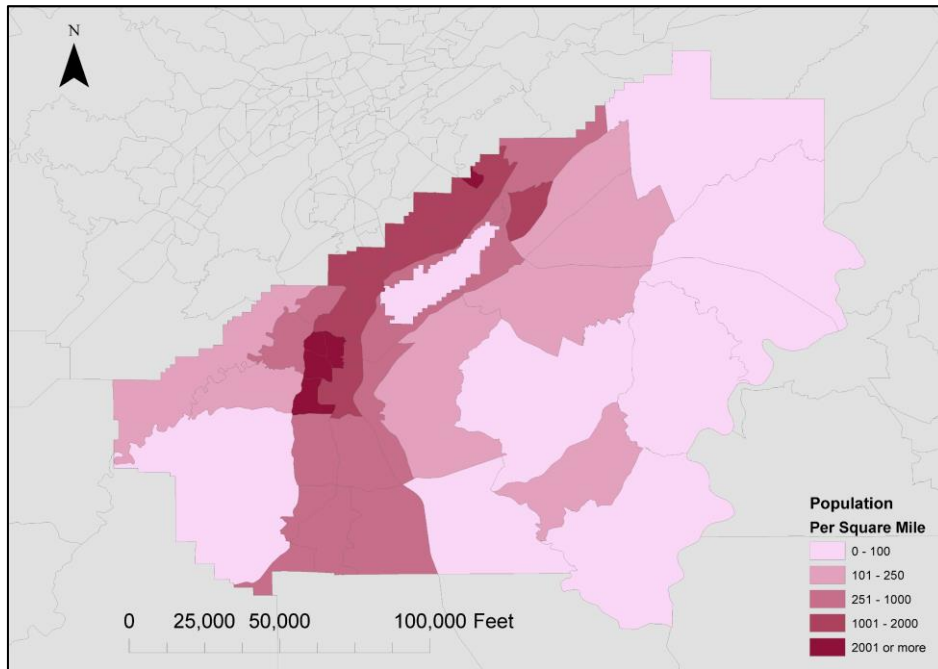 N
Population
Per Square Mile
0 - 100
101 - 250
251 - 1000
1001 - 2000
2001 or more
0 25,000 50,000 100,000 Feet